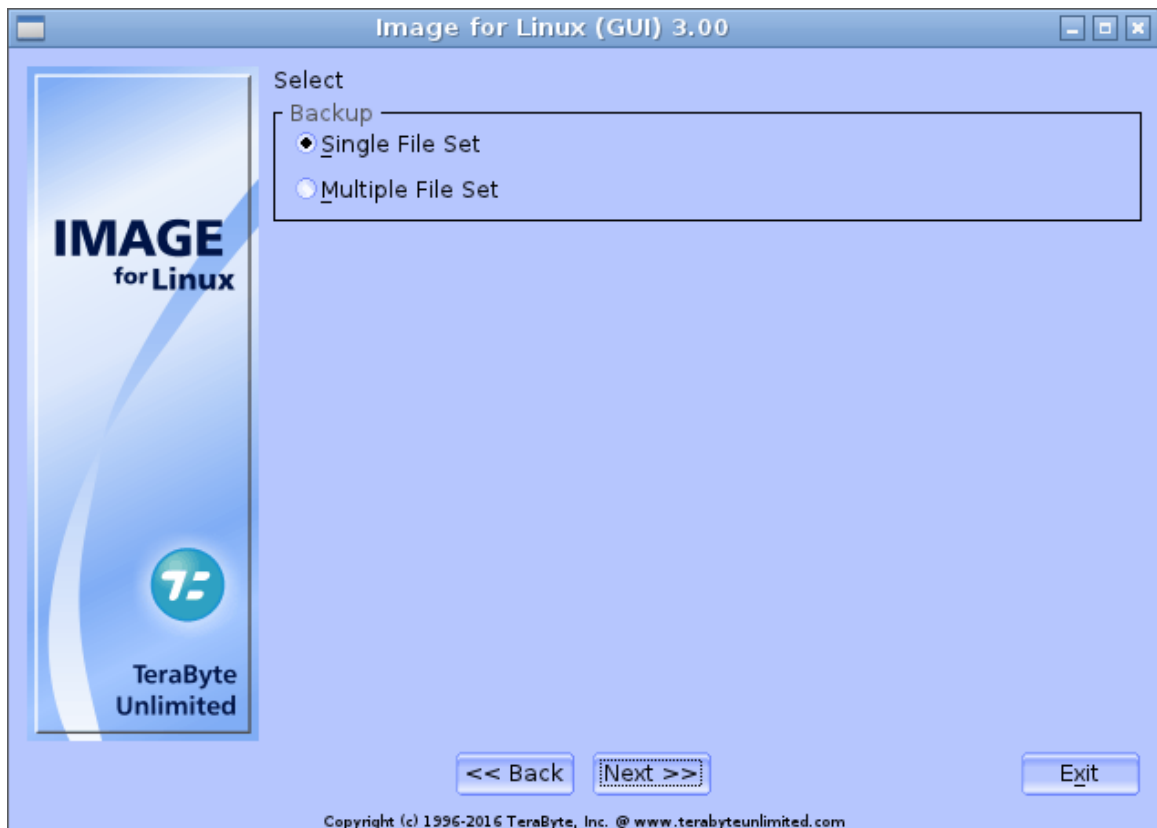 Image for Linux (GUI) 3.00
IMAGE
for Linux
TeraByte
Unlimited
Select
Backup
Single File Set
Multiple File Set
<< Back
Next >>
Exit
Copyright (c) 1996-2016 TeraByte, Inc. @ www.terabyteunlimited.com